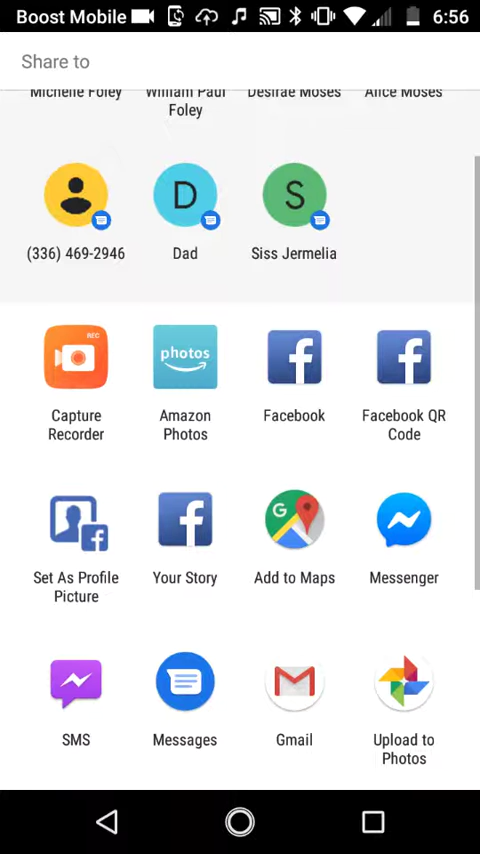 Boost Mobile 6:56
Share to
Michelle Foley William Paul Foley Desirae Moses Alice Moses
D S
(336) 469-2946 Dad Siss Jermelia
REC photos
Capture Recorder Amazon Photos Facebook Facebook QR Code
G
Set As Profile Picture Your Story Add to Maps Messenger
SMS Messages Gmail Upload to Photos